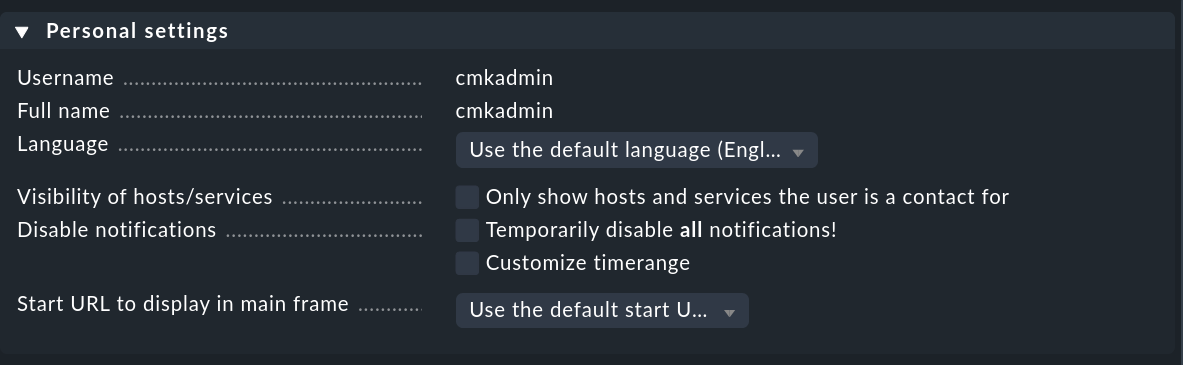 Personal settings
Username cmkadmin
Full name cmkadmin
Language Use the default language (Engl...
Visibility of hosts/services Only show hosts and services the user is a contact for
Disable notifications Temporarily disable all notifications!
Customize timerange
Start URL to display in main frame Use the default start U...